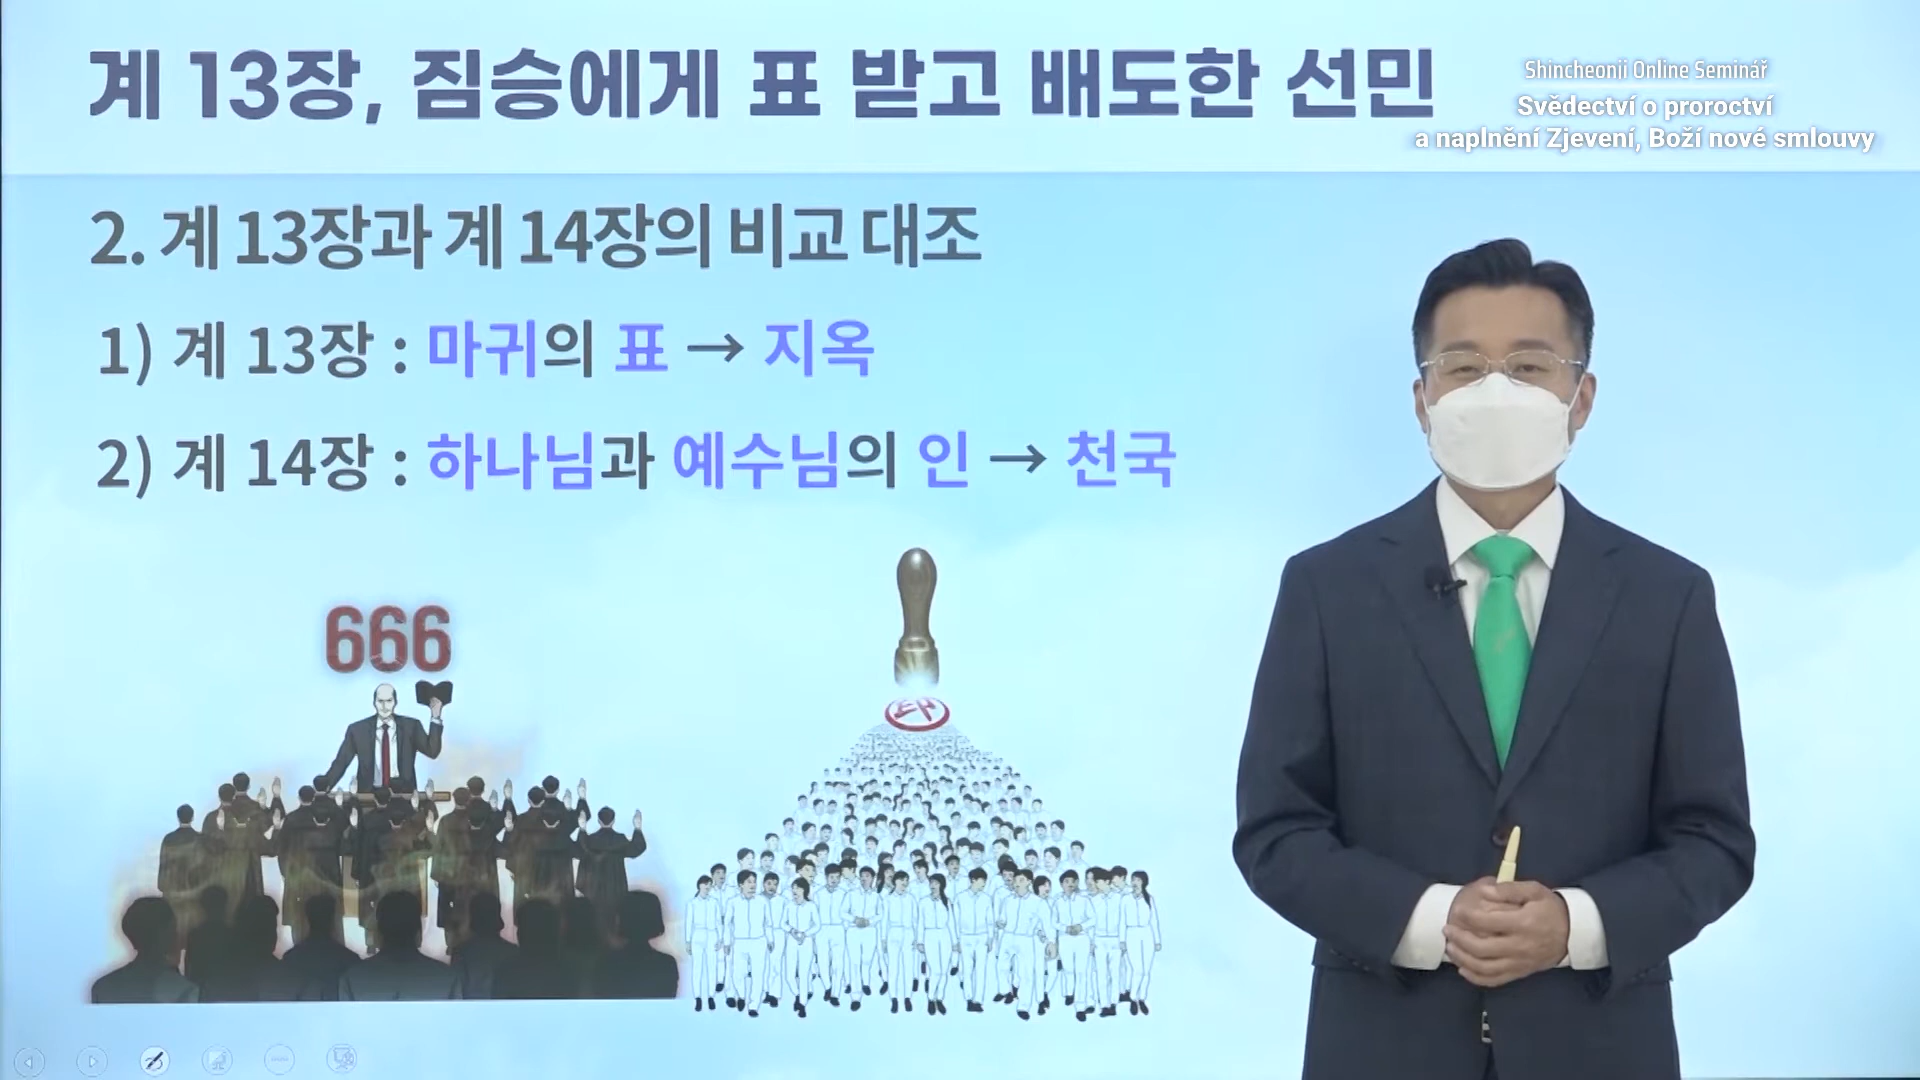 계 13장, 짐승에게 표 받고 배도한 선민
Shincheonji Online Seminář
Svědectví o proroctví
a naplnění Zjevení, Boží nové smlouvy
2. 계 13장과 계 14장의 비교 대조
1) 계 13장 : 마귀의 표 → 지옥
2) 계 14장 : 하나님과 예수님의 인 → 천국
666
印